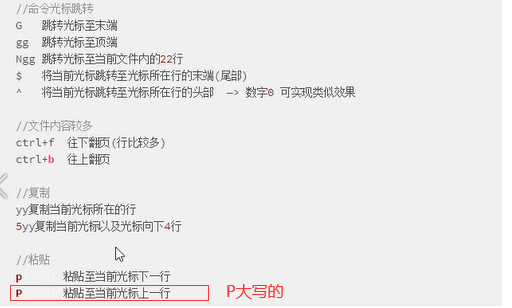 //命令光标跳转
G 跳转光标至末端
gg 跳转光标至顶端
Ngg 跳转光标至当前文件内的22行
$ 将当前光标跳转至光标所在行的末端(尾部)
^ 将当前光标跳转至光标所在行的头部 —> 数字0 可实现类似效果
//文件内容较多
ctrl+f 往下翻页(行比较多)
ctrl+b 往上翻页
//复制
yy复制当前光标所在的行
5yy复制当前光标以及光标向下4行
//粘贴
p 粘贴至当前光标下一行
P 粘贴至当前光标上一行 P大写的